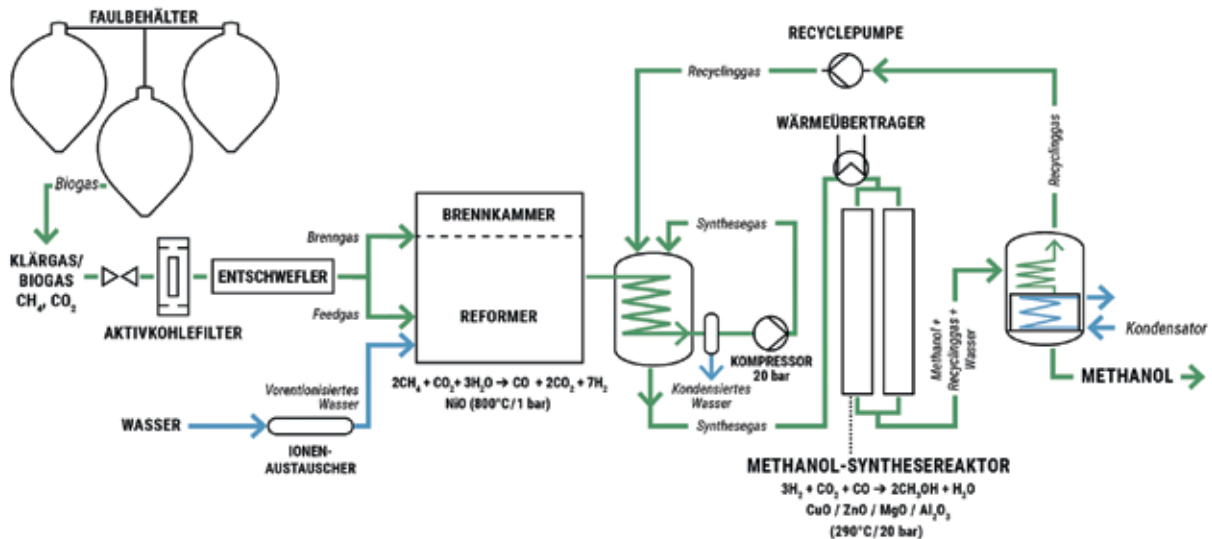 FAULBEHÄLTER
Biogas
KLÄRGAS/
BIOGAS
CH₄, CO₂
AKTIVKOHLEFILTER
ENTSCHWEFLER
Brenngas
Feedgas
WASSER
IONEN-
AUSTAUSCHER
Vorentionisiertes
Wasser
BRENNKAMMER
REFORMER
2CH₄ + CO₂ + 3H₂O → CO + 2CO₂ + 7H₂
NiO (800°C/1 bar)
Recyclinggas
RECYCLEPUMPE
Synthesegas
KOMPRESSOR
20 bar
Kondensiertes
Wasser
Synthesegas
WÄRMEÜBERTRAGER
METHANOL-SYNTHESEREAKTOR
3H₂ + CO₂ + CO → 2CH₃OH + H₂O
CuO / ZnO / MgO / Al₂O₃
(290°C/20 bar)
Methanol +
Recyclinggas +
Wasser
Recyclinggas
Kondensator
METHANOL